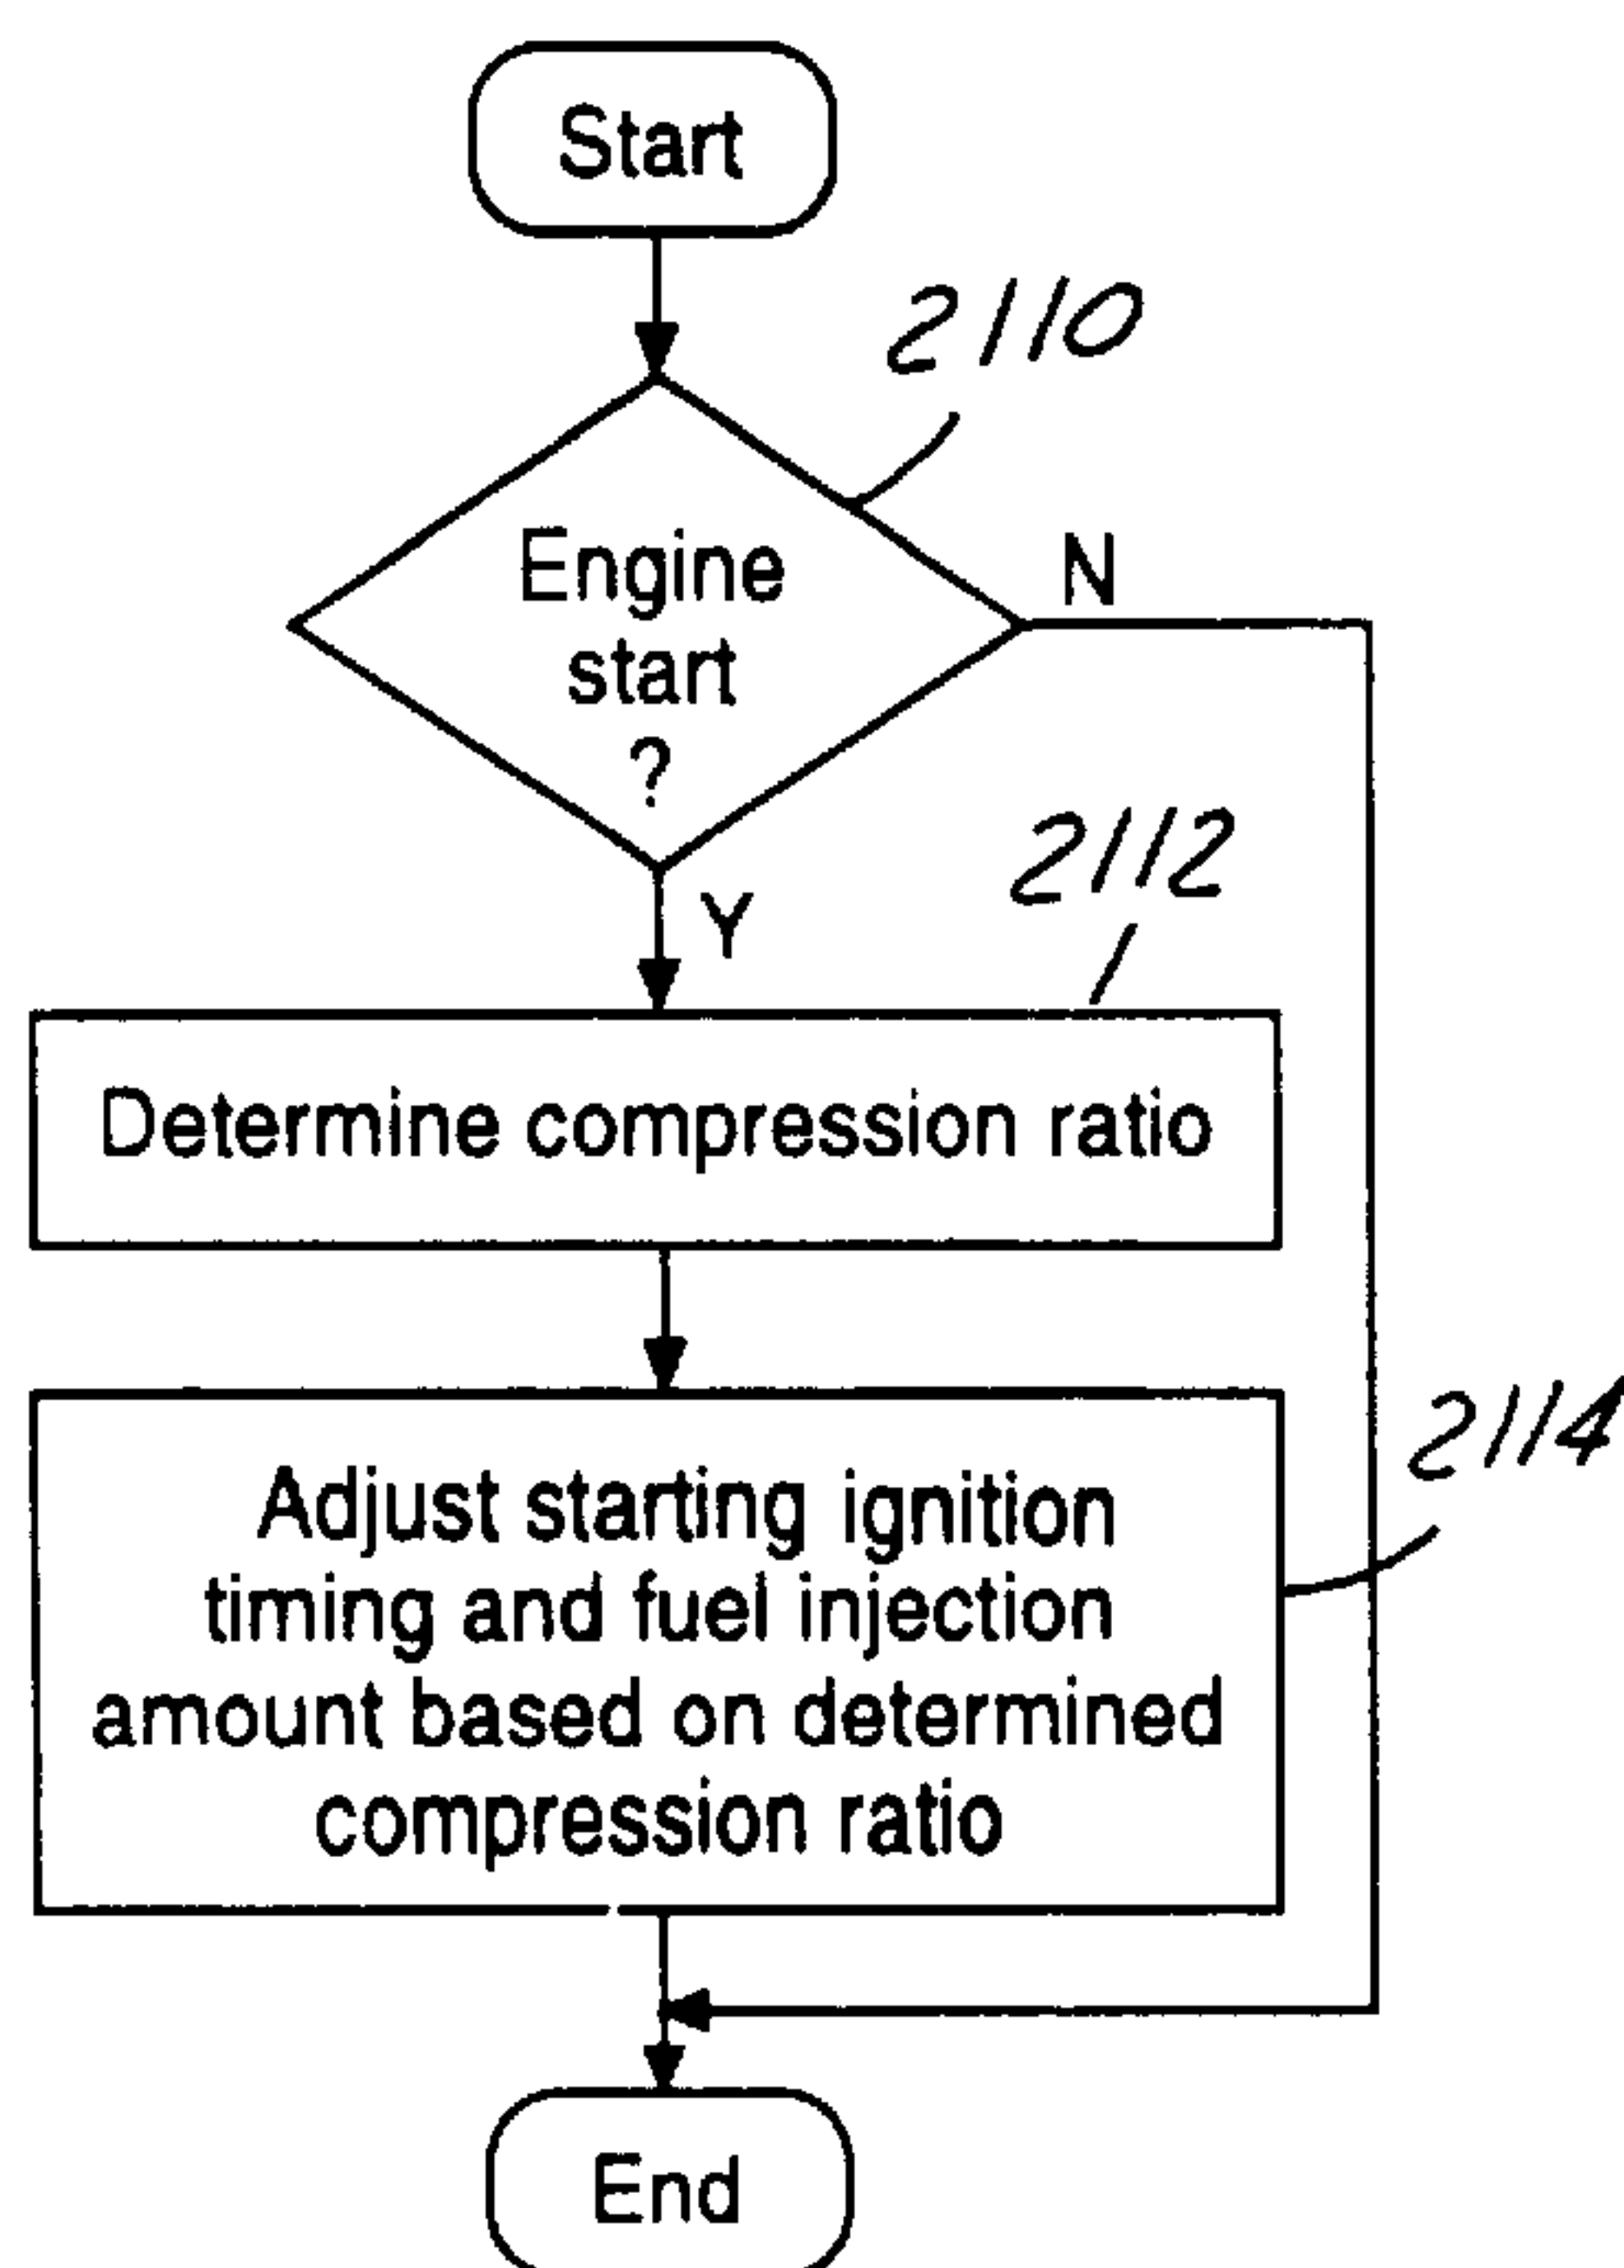 Start
2110
Engine
start
?
N
Y
2112
Determine compression ratio
2114
Adjust starting ignition
timing and fuel injection
amount based on determined
compression ratio
End